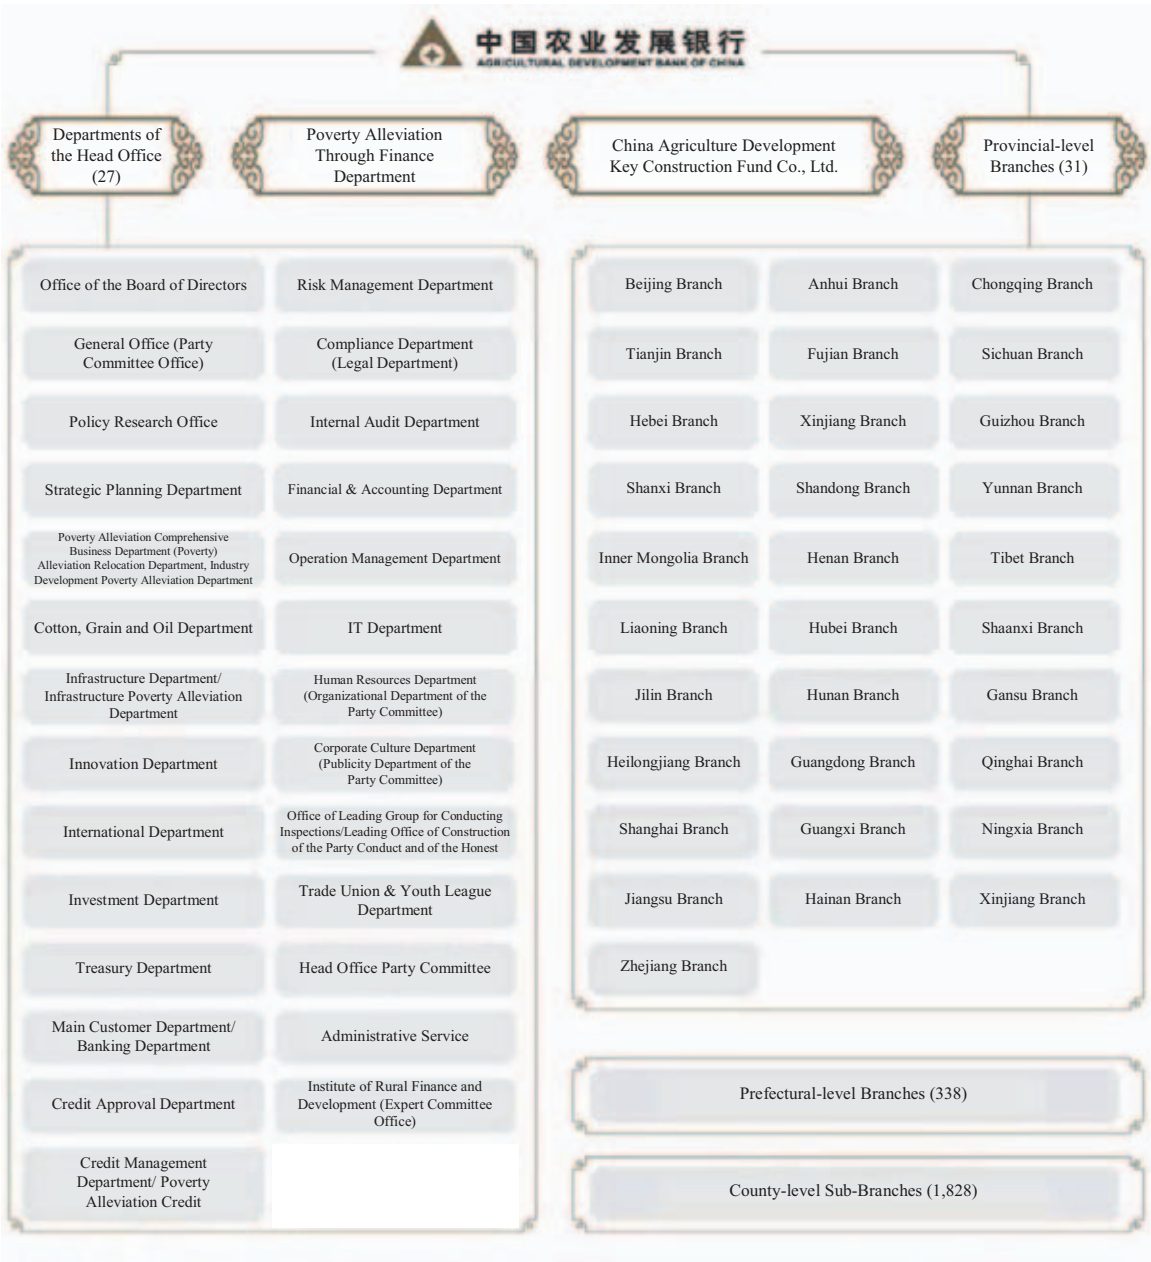 中国农业发展银行
AGRICULTURAL DEVELOPMENT BANK OF CHINA
Departments of
the Head Office
(27)
Poverty Alleviation
Through Finance
Department
China Agriculture Development
Key Construction Fund Co., Ltd.
Provincial-level
Branches (31)
Office of the Board of Directors
General Office (Party
Committee Office)
Policy Research Office
Strategic Planning Department
Poverty Alleviation Comprehensive
Business Department (Poverty)
Alleviation Relocation Department, Industry
Development Poverty Alleviation Department
Cotton, Grain and Oil Department
Infrastructure Department/
Infrastructure Poverty Alleviation
Department
Innovation Department
International Department
Investment Department
Treasury Department
Main Customer Department/
Banking Department
Credit Approval Department
Credit Management
Department/ Poverty
Alleviation Credit
Risk Management Department
Compliance Department
(Legal Department)
Internal Audit Department
Financial & Accounting Department
Operation Management Department
IT Department
Human Resources Department
(Organizational Department of the
Party Committee)
Corporate Culture Department
(Publicity Department of the
Party Committee)
Office of Leading Group for Conducting
Inspections/Leading Office of Construction
of the Party Conduct and of the Honest
Trade Union & Youth League
Department
Head Office Party Committee
Administrative Service
Institute of Rural Finance and
Development (Expert Committee
Office)
Beijing Branch
Tianjin Branch
Hebei Branch
Shanxi Branch
Inner Mongolia Branch
Liaoning Branch
Jilin Branch
Heilongjiang Branch
Shanghai Branch
Jiangsu Branch
Zhejiang Branch
Anhui Branch
Fujian Branch
Xinjiang Branch
Shandong Branch
Henan Branch
Hubei Branch
Hunan Branch
Guangdong Branch
Guangxi Branch
Hainan Branch
Chongqing Branch
Sichuan Branch
Guizhou Branch
Yunnan Branch
Tibet Branch
Shaanxi Branch
Gansu Branch
Qinghai Branch
Ningxia Branch
Xinjiang Branch
Prefectural-level Branches (338)
County-level Sub-Branches (1,828)